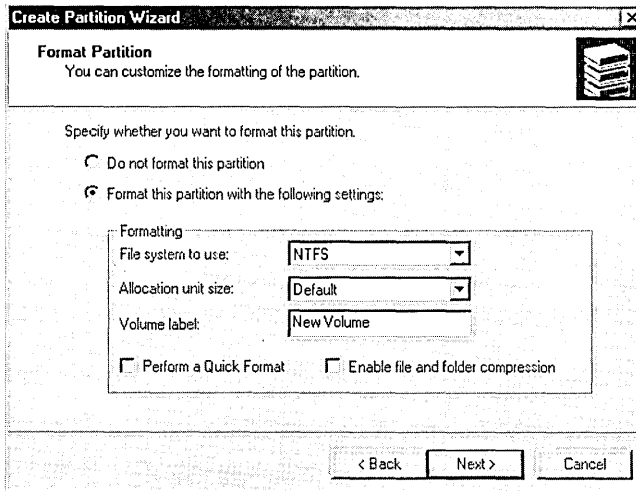 Create Partition Wizard
Format Partition
You can customize the formatting of the partition.
Specify whether you want to format this partition.
Do not format this partition
Format this partition with the following settings:
Formatting
File system to use: NTFS
Allocation unit size: Default
Volume label: New Volume
Perform a Quick Format Enable file and folder compression
< Back Next > Cancel